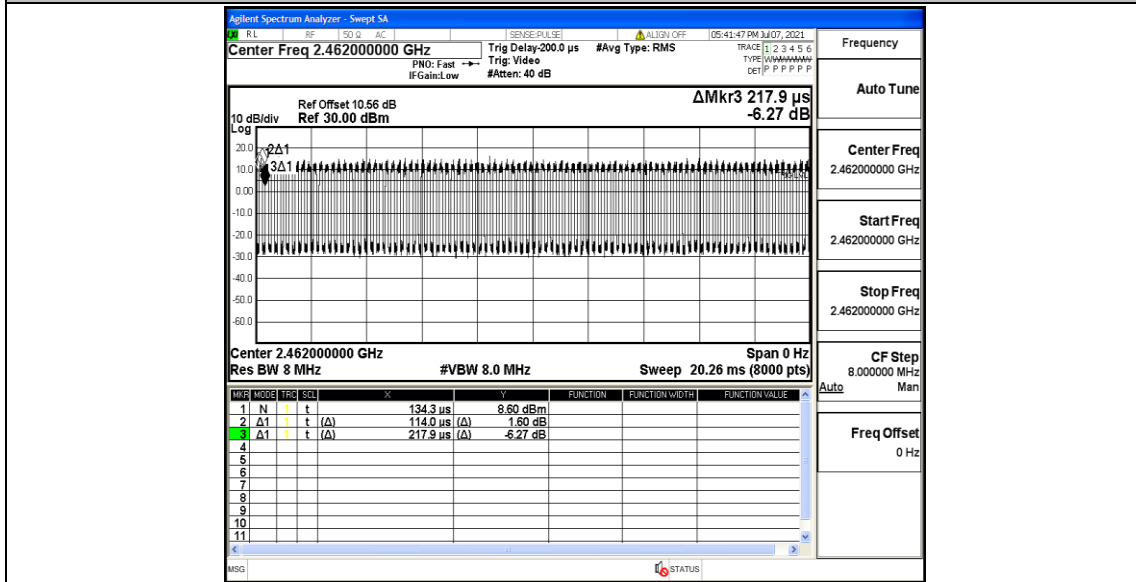 Agilent Spectrum Analyzer - Swept SA
LXI RL RF 50 Ω AC SENSE:PULSE ALIGN OFF 05:41:47 PM Jul 07, 2021
Center Freq 2.462000000 GHz
PNO: Fast
IFGain:Low
Trig Delay-200.0 µs #Avg Type: RMS
Trig: Video
#Atten: 40 dB
TRACE 1 2 3 4 5 6
TYPE WWWWWW
DET P P P P P P
ΔMkr3 217.9 µs
-6.27 dB
Ref Offset 10.56 dB
10 dB/div Ref 30.00 dBm
Log
20.0
10.0
0.00
-10.0
-20.0
-30.0
-40.0
-50.0
-60.0
2Δ1
3Δ1
Center 2.462000000 GHz Span 0 Hz
Res BW 8 MHz #VBW 8.0 MHz Sweep 20.26 ms (8000 pts)
MKR MODE TRC SCL X Y FUNCTION FUNCTION WIDTH FUNCTION VALUE
1 N 1 t 134.3 µs 8.60 dBm
2 Δ1 1 t (Δ) 114.0 µs (Δ) 1.60 dB
3 Δ1 1 t (Δ) 217.9 µs (Δ) -6.27 dB
4
5
6
7
8
9
10
11
MSG STATUS
Frequency
Auto Tune
Center Freq
2.462000000 GHz
Start Freq
2.462000000 GHz
Stop Freq
2.462000000 GHz
CF Step
8.000000 MHz
Auto Man
Freq Offset
0 Hz